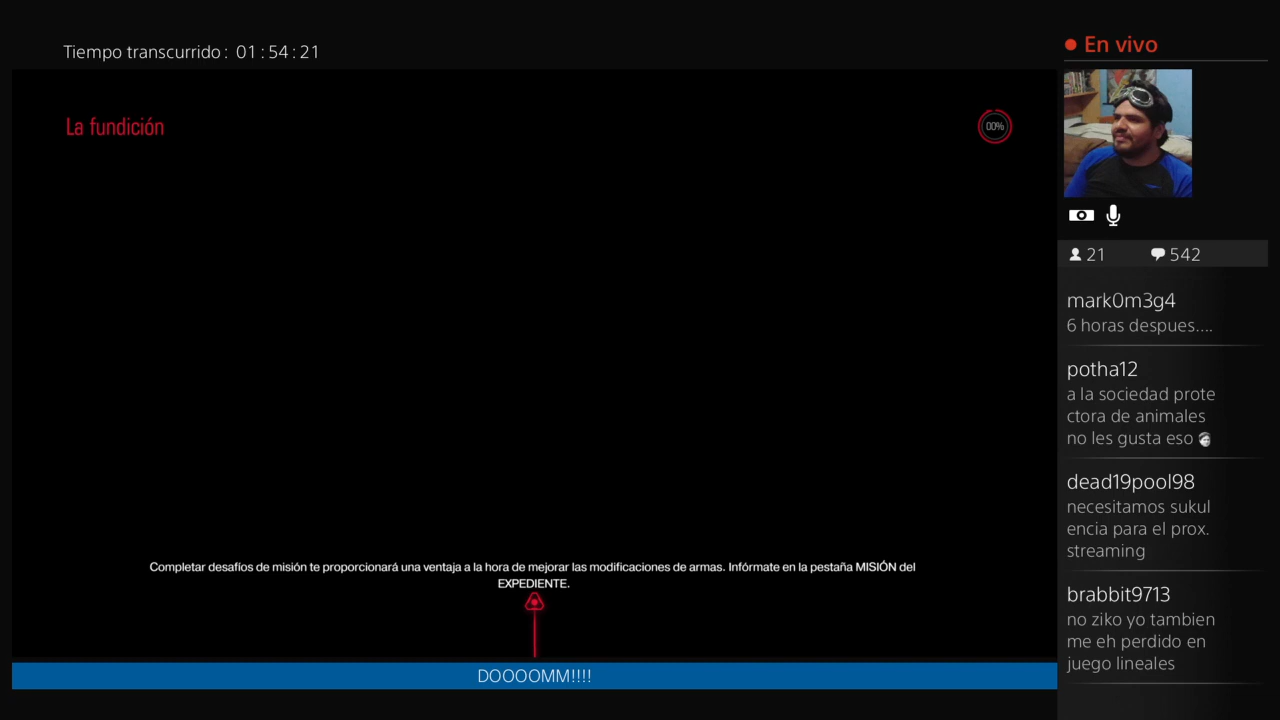 Tiempo transcurrido : 01 : 54 : 21
En vivo
La fundición
00%
21 542
mark0m3g4
6 horas despues....
potha12
a la sociedad prote
ctora de animales
no les gusta eso
dead19pool98
necesitamos sukul
encia para el prox.
streaming
brabbit9713
no ziko yo tambien
me eh perdido en
juego lineales
Completar desafíos de misión te proporcionará una ventaja a la hora de mejorar las modificaciones de armas. Infórmate en la pestaña MISIÓN del
EXPEDIENTE.
DOOOOMM!!!!